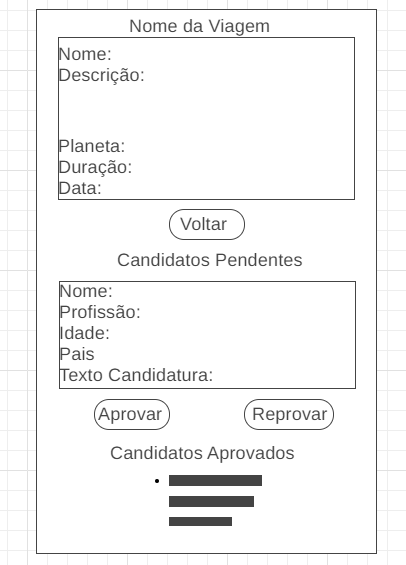 Nome da Viagem
Nome:
Descrição:
Planeta:
Duração:
Data:
Voltar
Candidatos Pendentes
Nome:
Profissão:
Idade:
Pais
Texto Candidatura:
Aprovar
Reprovar
Candidatos Aprovados